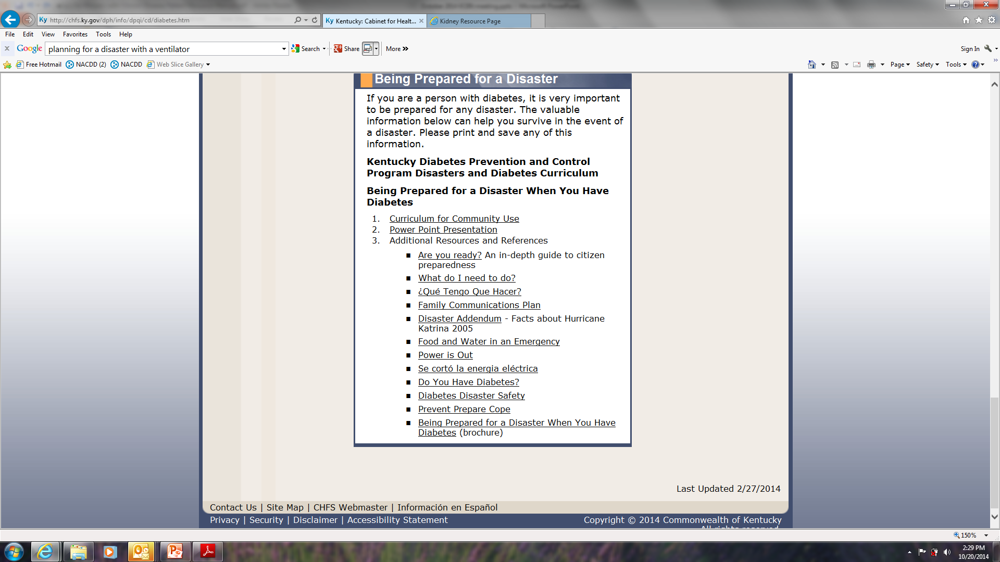 Ky http://chfs.ky.gov/dph/info/dpqi/cd/diabetes.htm
Ky Kentucky: Cabinet for Healt...
Kidney Resource Page
File Edit View Favorites Tools Help
x Google planning for a disaster with a ventilator Search Share More »
Sign In
Free Hotmail NACDD (2) NACDD Web Slice Gallery
Page Safety Tools
Being Prepared for a Disaster
If you are a person with diabetes, it is very important
to be prepared for any disaster. The valuable
information below can help you survive in the event of
a disaster. Please print and save any of this
information.
Kentucky Diabetes Prevention and Control
Program Disasters and Diabetes Curriculum
Being Prepared for a Disaster When You Have
Diabetes
1. Curriculum for Community Use
2. Power Point Presentation
3. Additional Resources and References
■ Are you ready? An in-depth guide to citizen
preparedness
■ What do I need to do?
■ ¿Qué Tengo Que Hacer?
■ Family Communications Plan
■ Disaster Addendum - Facts about Hurricane
Katrina 2005
■ Food and Water in an Emergency
■ Power is Out
■ Se cortó la energia eléctrica
■ Do You Have Diabetes?
■ Diabetes Disaster Safety
■ Prevent Prepare Cope
■ Being Prepared for a Disaster When You Have
Diabetes (brochure)
Last Updated 2/27/2014
Contact Us | Site Map | CHFS Webmaster | Información en Español
Privacy | Security | Disclaimer | Accessibility Statement
Copyright © 2014 Commonwealth of Kentucky
All rights reserved.
150%
2:29 PM
10/20/2014